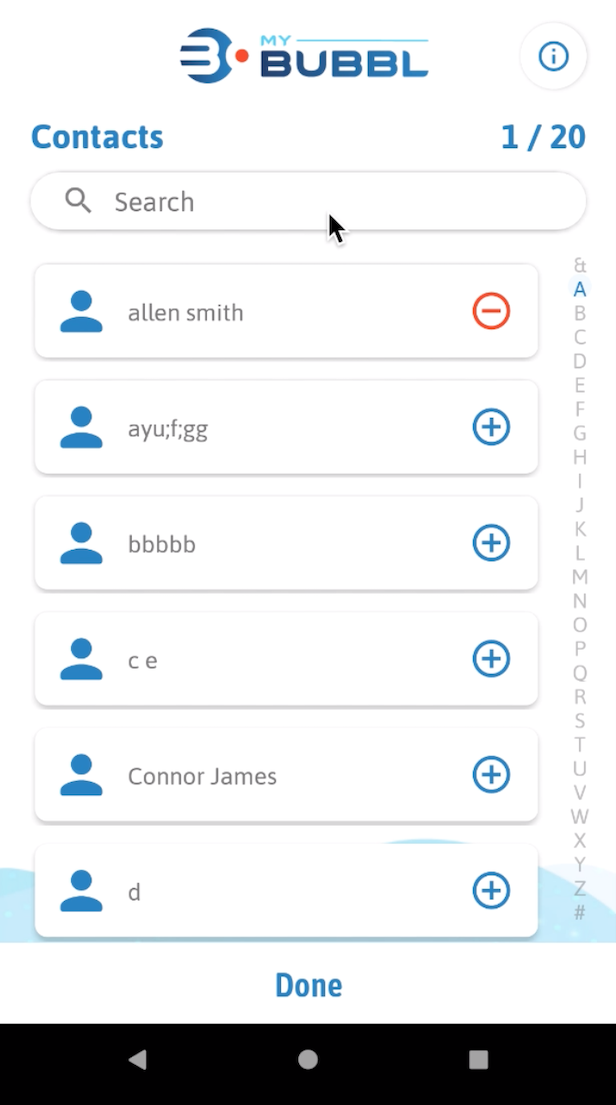 MY
BUBBL
Contacts 1 / 20
Search
allen smith
ayu;f;gg
bbbbb
c e
Connor James
d
&
A
B
C
D
E
F
G
H
I
J
K
L
M
N
O
P
Q
R
S
T
U
V
W
X
Y
Z
#
Done